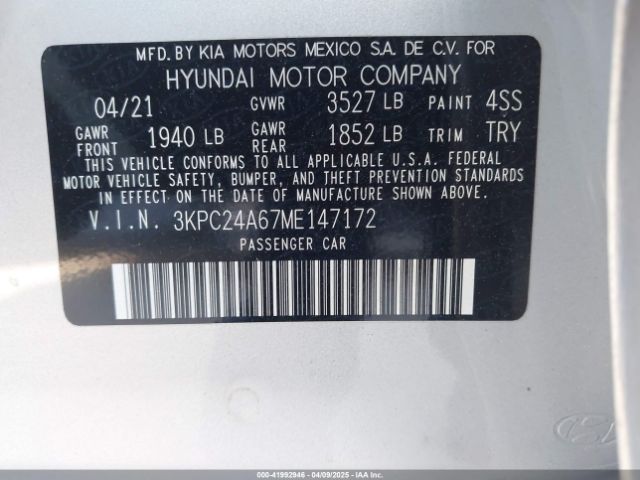 MFD. BY KIA MOTORS MEXICO S.A. DE C.V. FOR
HYUNDAI MOTOR COMPANY
04/21 GVWR 3527 LB PAINT 4SS
GAWR FRONT 1940 LB GAWR REAR 1852 LB TRIM TRY
THIS VEHICLE CONFORMS TO ALL APPLICABLE U.S.A. FEDERAL
MOTOR VEHICLE SAFETY, BUMPER, AND THEFT PREVENTION STANDARDS
IN EFFECT ON THE DATE OF MANUFACTURE SHOWN ABOVE.
V.I.N. 3KPC24A67ME147172
PASSENGER CAR
000-41992946 | 04/09/2025 - IAA Inc.